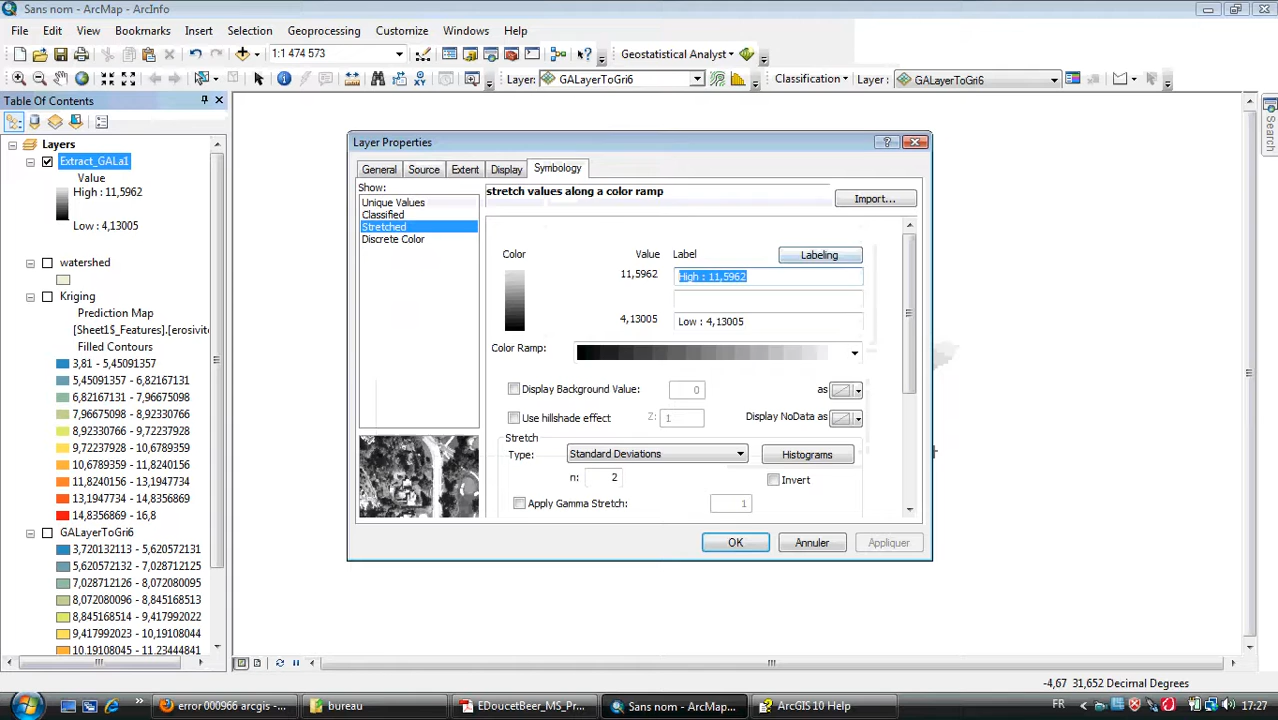 Sans nom - ArcMap - ArcInfo
File Edit View Bookmarks Insert Selection Geoprocessing Customize Windows Help
1:1 474 573 Geostatistical Analyst
Layer: GALayerToGri6 Classification Layer : GALayerToGri6
Table Of Contents
Layers
Extract_GALa1
Value
High : 11,5962
Low : 4,13005
watershed
Kriging
Prediction Map
[Sheet1$_Features].[erosivite
Filled Contours
3,81 - 5,45091357
5,45091357 - 6,82167131
6,82167131 - 7,96675098
7,96675098 - 8,92327238
8,92327238 - 9,72237928
9,72237928 - 10,6789359
10,6789359 - 11,8240156
11,8240156 - 13,1947734
13,1947734 - 14,8356869
14,8356869 - 16,8
GALayerToGri6
3,720132113 - 5,620572131
5,620572132 - 7,028712125
7,028712126 - 8,072080095
8,072080096 - 8,845168514
8,845168514 - 9,417992022
9,417992023 - 10,19108044
10,19108045 - 11,23444841
Layer Properties
General Source Extent Display Symbology
Show:
Unique Values
Classified
Stretched
Discrete Color
stretch values along a color ramp
Import...
Color Value Label Labeling
11,5962 High : 11,5962
4,13005 Low : 4,13005
Color Ramp:
Display Background Value: 0 as
Use hillshade effect Z: 1 Display NoData as
Stretch
Type: Standard Deviations Histograms
n: 2 Invert
Apply Gamma Stretch: 1
OK Annuler Appliquer
Search
-4,67 31,652 Decimal Degrees
error 000966 arcgis - ... bureau EDoucetBeer_MS_Pr... Sans nom - ArcMap... ArcGIS 10 Help FR 17:27